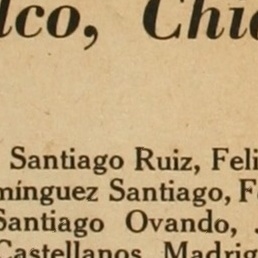 lco, Chi
Santiago Ruiz, Feli
mínguez Santiago, F
Santiago Ovando,
Castellanos Madrig